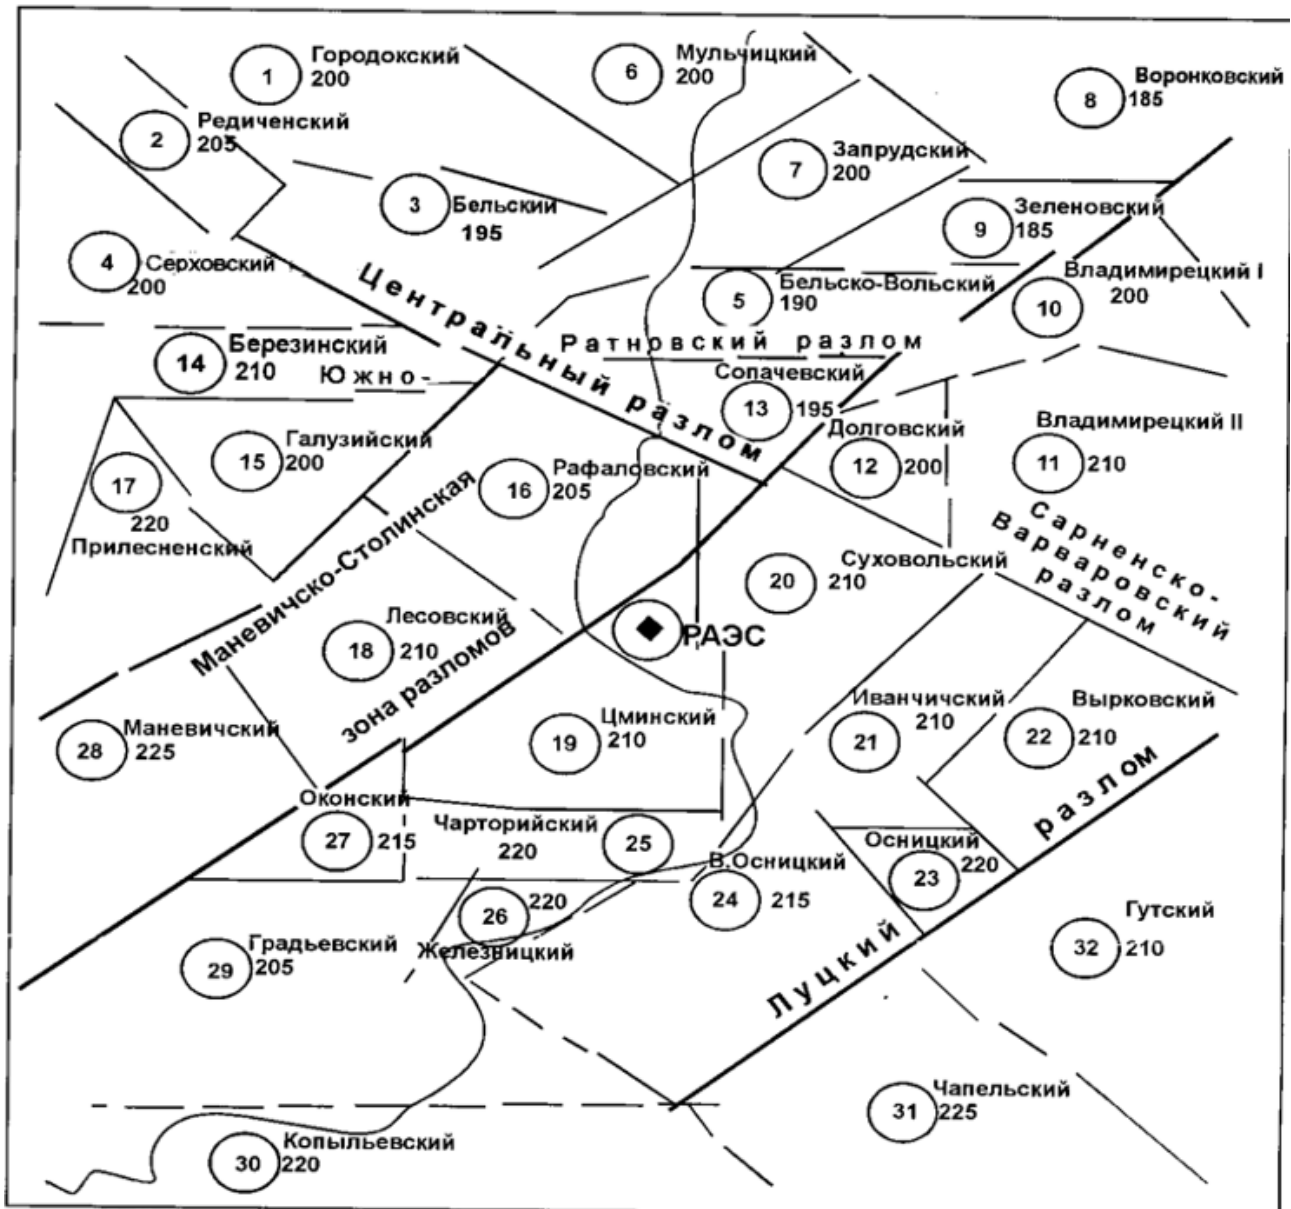 1 Городокский
200
6 Мульчицкий
200
8 Воронковский
185
2 Редиченский
205
7 Запрудский
200
3 Бельский
195
9 Зеленовский
185
4 Серховский
200
5 Бельско-Вольский
190
10 Владимирецкий I
200
Центральный разлом
Ратновский разлом
14 Березинский
210
Южно-
13 Сопачевский
195
15 Галузийский
200
16 Рафаловский
205
12 Долговский
200
11 Владимирецкий II
210
17
220
Прилесненский
Маневичско-Столинская
зона разломов
Сарненско-
Варваровский
разлом
20 Суховольский
210
18 Лесовский
210
РАЭС
28 Маневичский
225
19 Цминский
210
21 Иванчичский
210
22 Вырковский
210
27 Оконский
215
25 Чарторийский
220
24 В.Осницкий
215
23 Осницкий
220
Луцкий разлом
26 220
Железницкий
29 Градьевский
205
32 Гутский
210
30 Копыльевский
220
31 Чапельский
225